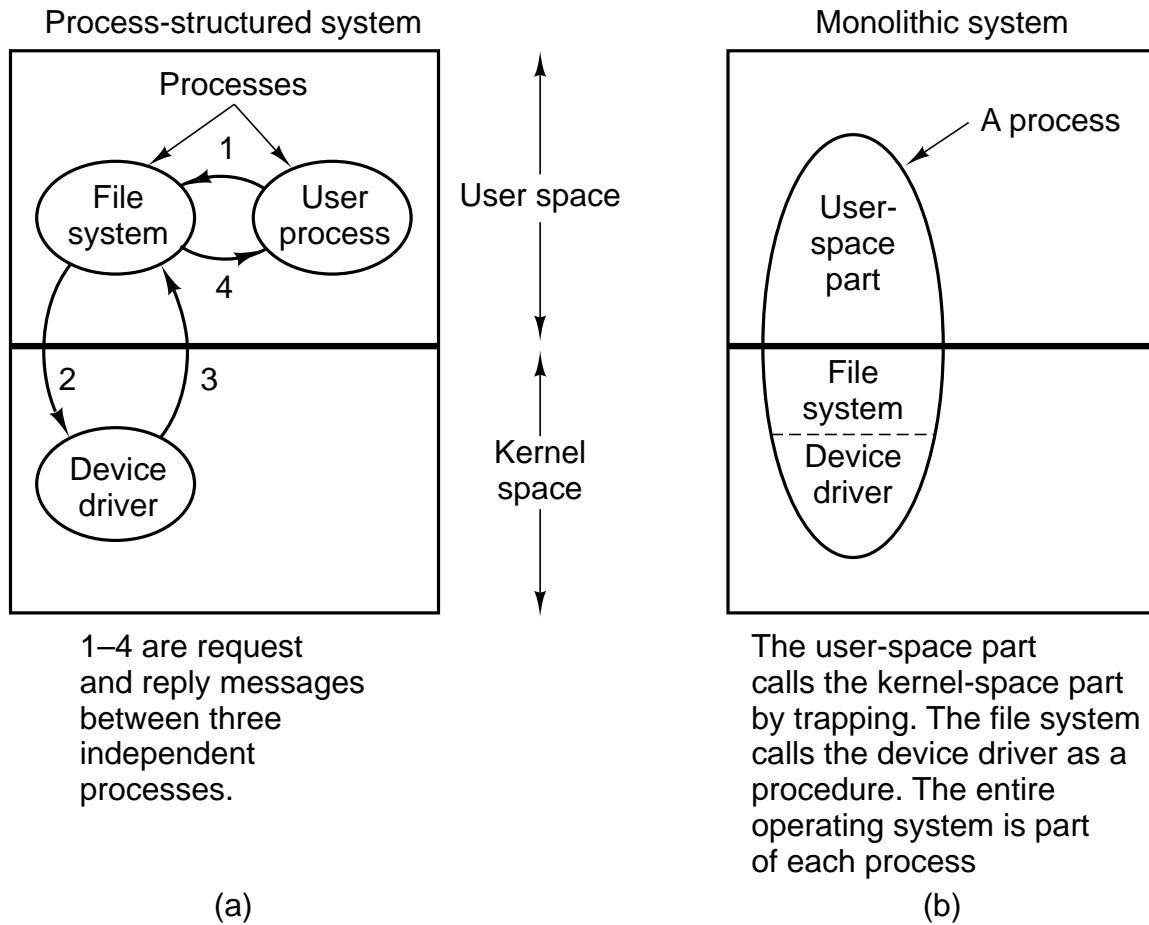 Process-structured system
Processes
1
File
system
User
process
4
2
3
Device
driver
1–4 are request
and reply messages
between three
independent
processes.
(a)
User space
Kernel
space
Monolithic system
A process
User-
space
part
File
system
Device
driver
The user-space part
calls the kernel-space part
by trapping. The file system
calls the device driver as a
procedure. The entire
operating system is part
of each process
(b)